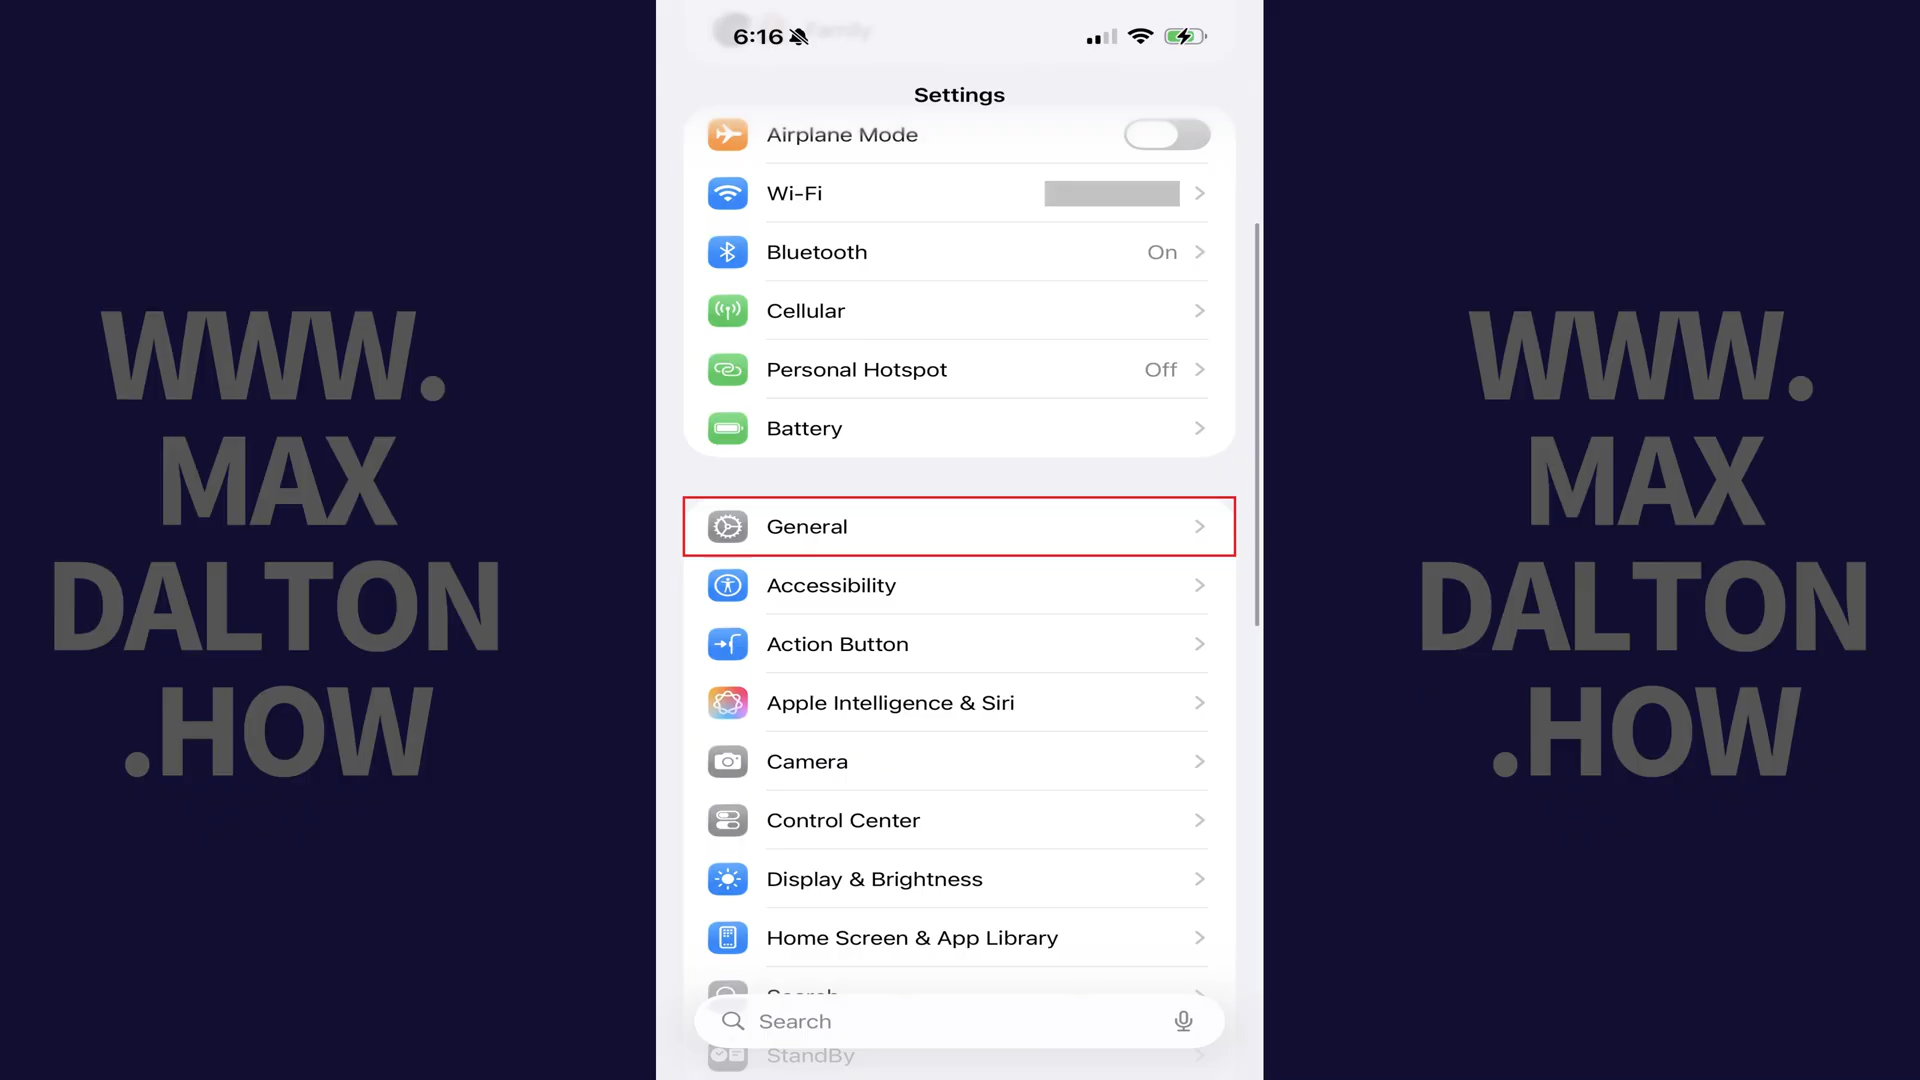 Family
6:16
Settings
Airplane Mode
Wi-Fi
Bluetooth On
Cellular
Personal Hotspot Off
Battery
General
Accessibility
Action Button
Apple Intelligence & Siri
Camera
Control Center
Display & Brightness
Home Screen & App Library
Search
Search
StandBy
WWW.
MAX
DALTON
.HOW
WWW.
MAX
DALTON
.HOW